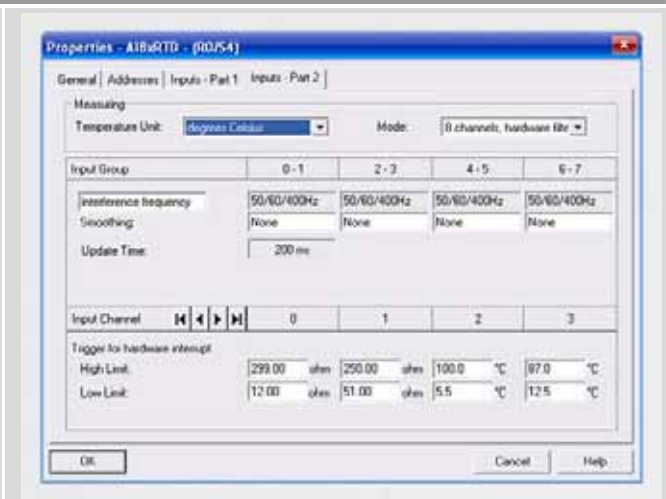 Properties - AI8xRTD - (R0/S4)
General Addresses Inputs - Part 1 Inputs - Part 2
Measuring
Temperature Unit: degrees Celsius Mode: 8 channels, hardware filte
Input Group 0 - 1 2 - 3 4 - 5 6 - 7
interference frequency 50/60/400Hz 50/60/400Hz 50/60/400Hz 50/60/400Hz
Smoothing: None None None None
Update Time: 200 ms
Input Channel 0 1 2 3
Trigger for hardware interrupt
High Limit: 299.00 ohm 250.00 ohm 100.0 °C 87.0 °C
Low Limit: 12.00 ohm 51.00 ohm 5.5 °C 12.5 °C
OK Cancel Help